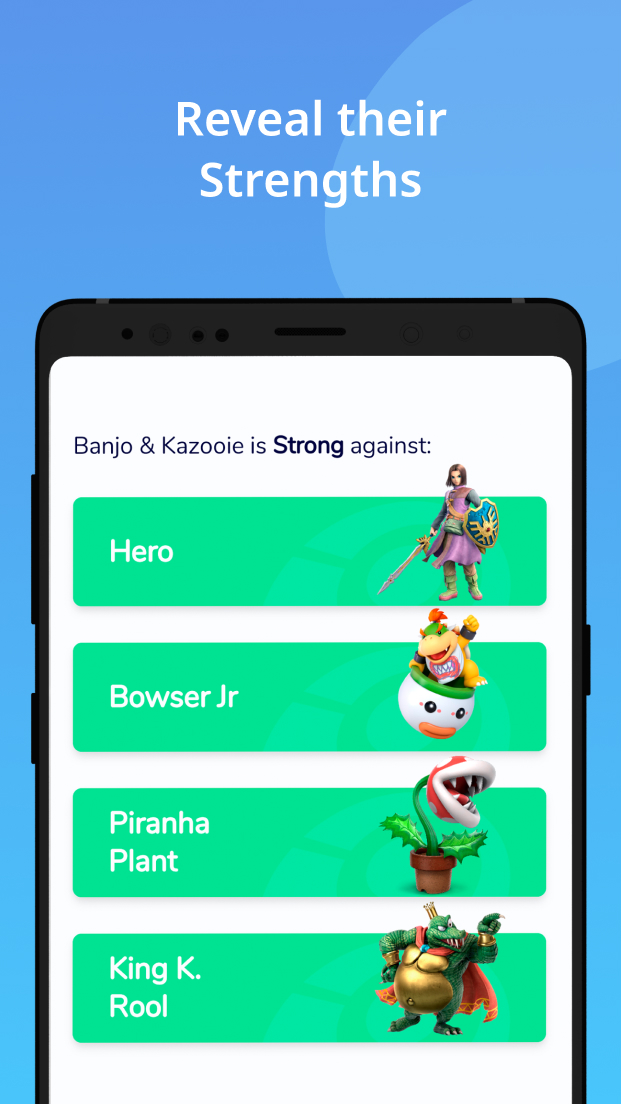 Reveal their
Strengths
Banjo & Kazooie is Strong against:
Hero
Bowser Jr
Piranha
Plant
King K.
Rool